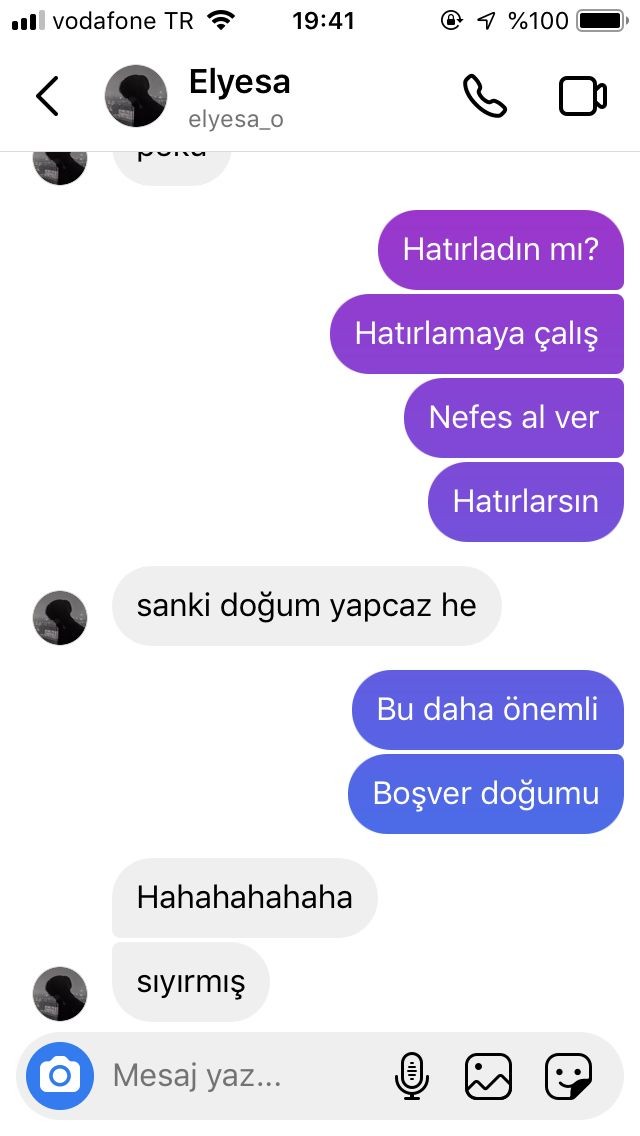 vodafone TR 19:41 %100
Elyesa
elyesa_o
Hatırladın mı?
Hatırlamaya çalış
Nefes al ver
Hatırlarsın
sanki doğum yapcaz he
Bu daha önemli
Boşver doğumu
Hahahahahaha
sıyırmış
Mesaj yaz...